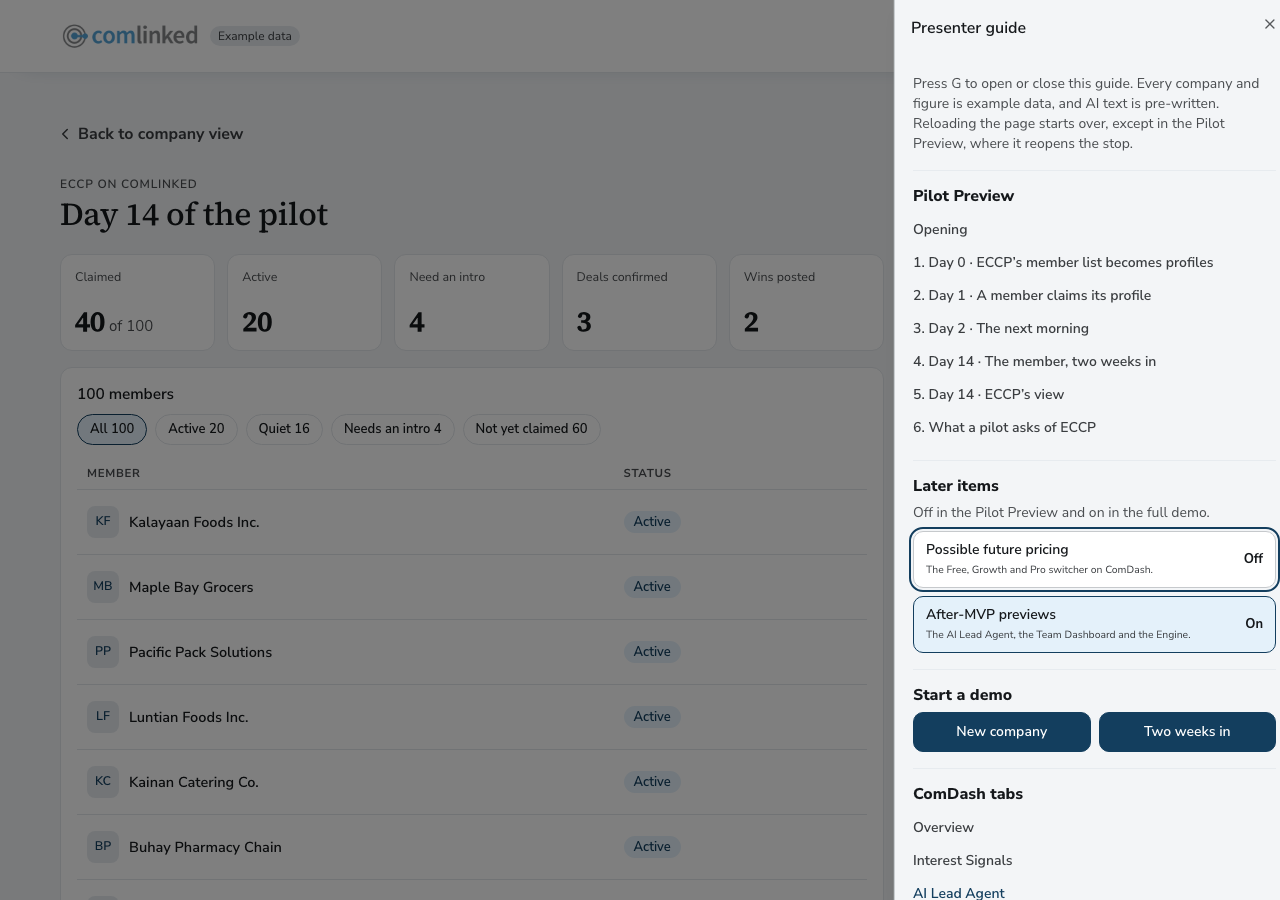 comlinked
Example data
Back to company view
ECCP ON COMLINKED
Day 14 of the pilot
Claimed
40 of 100
Active
20
Need an intro
4
Deals confirmed
3
Wins posted
2
100 members
All 100
Active 20
Quiet 16
Needs an intro 4
Not yet claimed 60
MEMBER
STATUS
KF
Kalayaan Foods Inc.
Active
MB
Maple Bay Grocers
Active
PP
Pacific Pack Solutions
Active
LF
Luntian Foods Inc.
Active
KC
Kainan Catering Co.
Active
BP
Buhay Pharmacy Chain
Active
Presenter guide
Press G to open or close this guide. Every company and
figure is example data, and AI text is pre-written.
Reloading the page starts over, except in the Pilot
Preview, where it reopens the stop.
Pilot Preview
Opening
1. Day 0 · ECCP’s member list becomes profiles
2. Day 1 · A member claims its profile
3. Day 2 · The next morning
4. Day 14 · The member, two weeks in
5. Day 14 · ECCP’s view
6. What a pilot asks of ECCP
Later items
Off in the Pilot Preview and on in the full demo.
Possible future pricing
The Free, Growth and Pro switcher on ComDash.
Off
After-MVP previews
The AI Lead Agent, the Team Dashboard and the Engine.
On
Start a demo
New company
Two weeks in
ComDash tabs
Overview
Interest Signals
AI Lead Agent